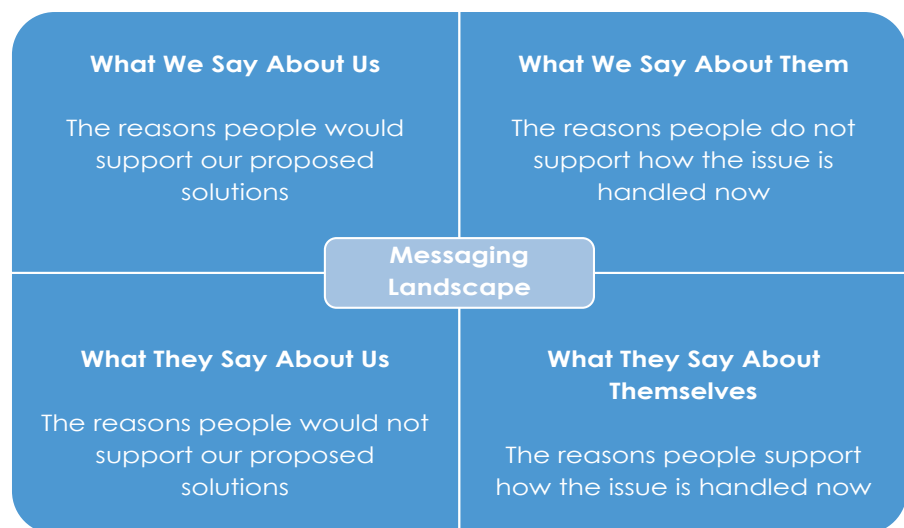 What We Say About Us
The reasons people would
support our proposed
solutions
What We Say About Them
The reasons people do not
support how the issue is
handled now
Messaging
Landscape
What They Say About Us
The reasons people would not
support our proposed
solutions
What They Say About
Themselves
The reasons people support
how the issue is handled now